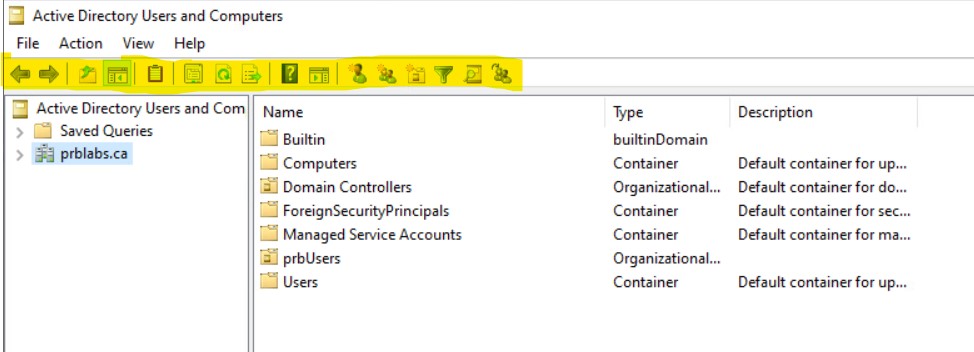 Active Directory Users and Computers
File Action View Help
Active Directory Users and Com
Saved Queries
prblabs.ca
Name Type Description
Builtin builtinDomain
Computers Container Default container for up...
Domain Controllers Organizational... Default container for do...
ForeignSecurityPrincipals Container Default container for sec...
Managed Service Accounts Container Default container for ma...
prbUsers Organizational...
Users Container Default container for up...